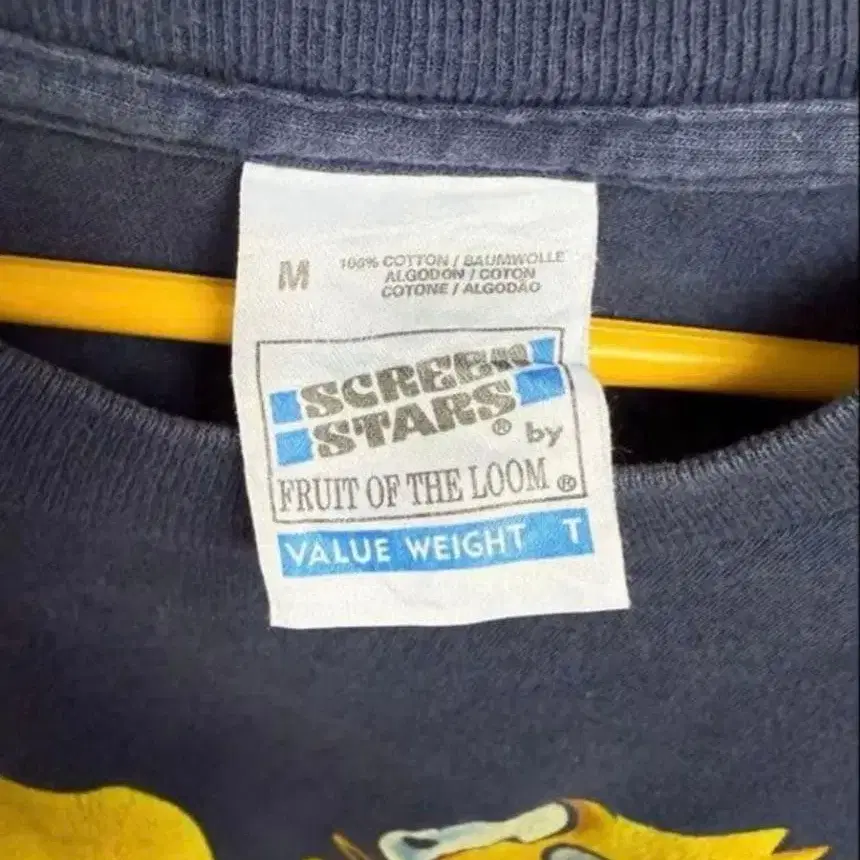 M
100% COTTON / BAUMWOLLE
ALGODON / COTON
COTONE / ALGODÃO
SCREEN
STARS® by
FRUIT OF THE LOOM ®
VALUE WEIGHT T